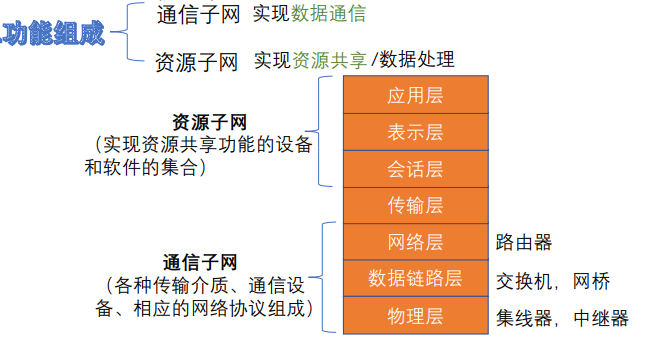 功能组成
通信子网 实现数据通信
资源子网 实现资源共享/数据处理
应用层
表示层
会话层
传输层
网络层
数据链路层
物理层
资源子网
（实现资源共享功能的设备
和软件的集合）
通信子网
（各种传输介质、通信设
备、相应的网络协议组成）
路由器
交换机，网桥
集线器，中继器